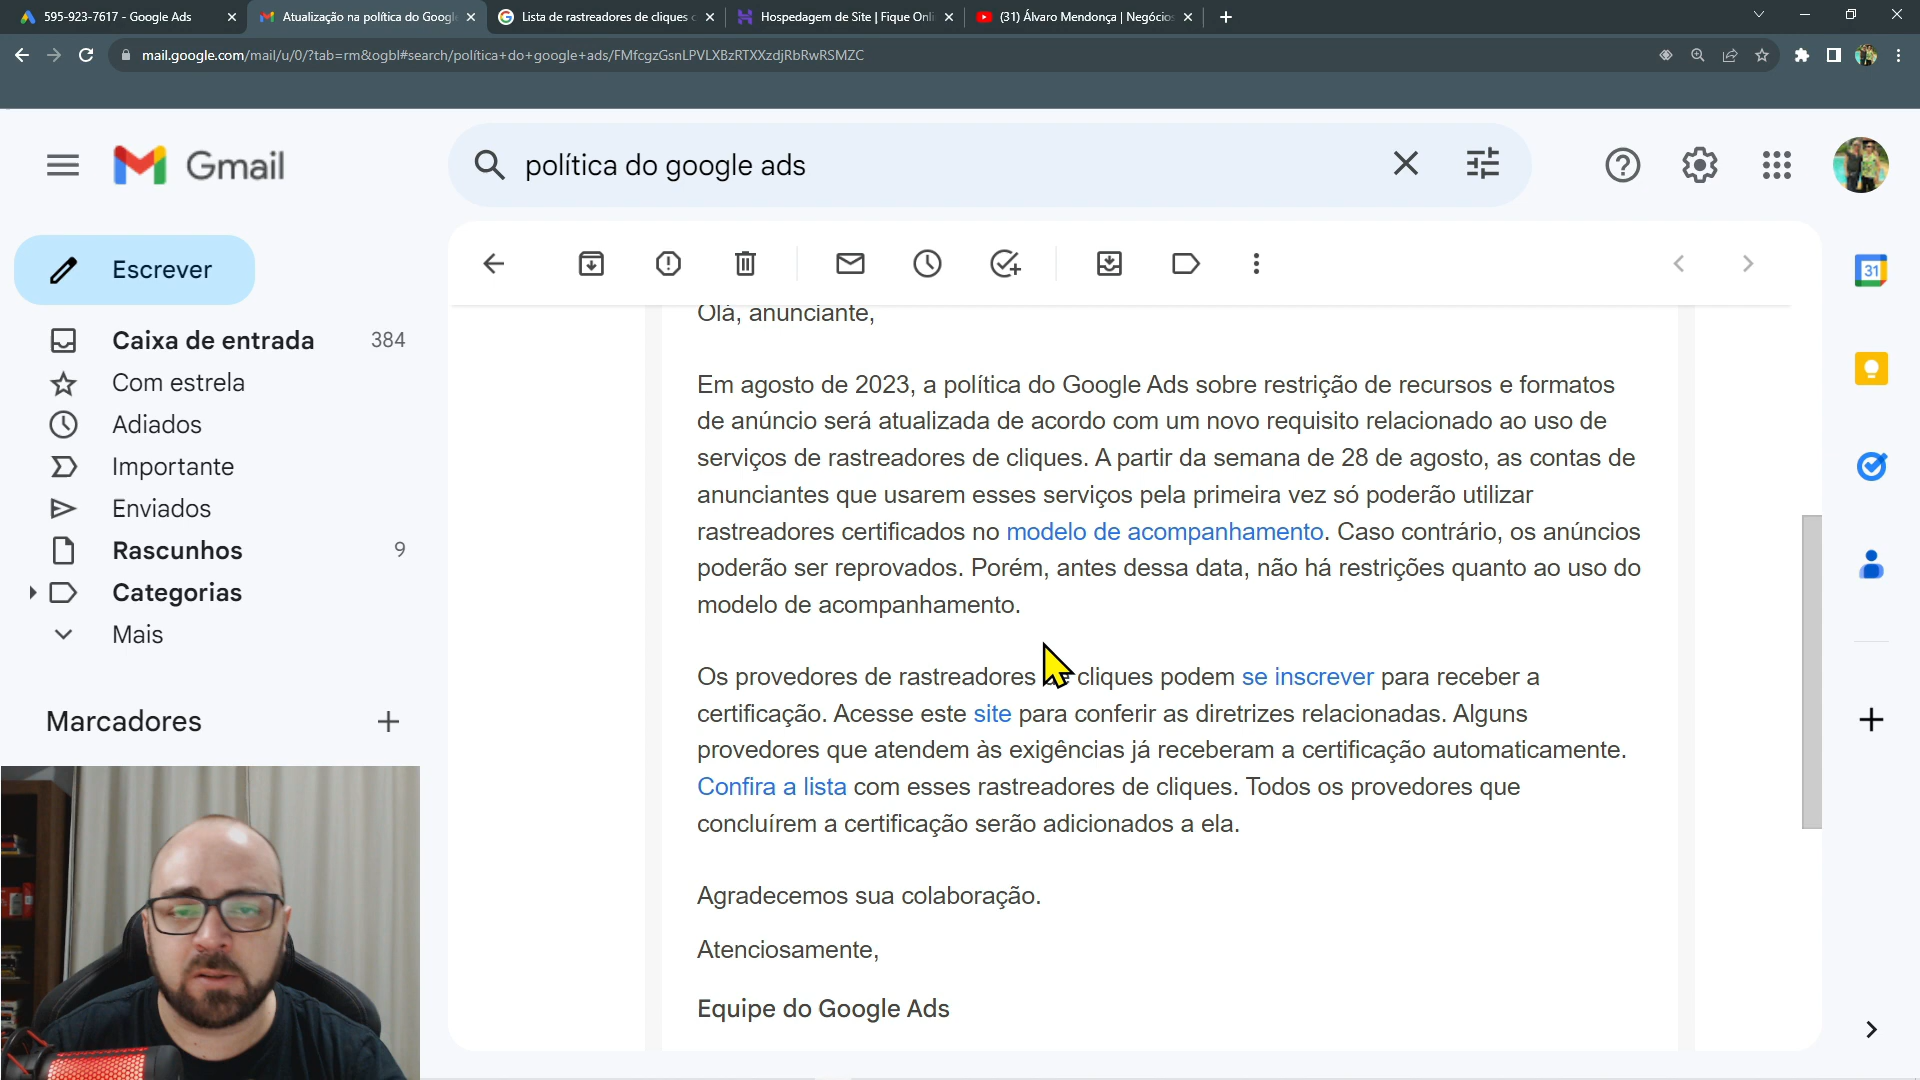 595-923-7617 - Google Ads
Atualização na política do Googl
Lista de rastreadores de cliques c
Hospedagem de Site | Fique Onli
(31) Álvaro Mendonça | Negócio
mail.google.com/mail/u/0/?tab=rm&ogbl#search/política+do+google+ads/FMfcgzGsnLPVLXBzRTXXzdjRbRwRSMZC
Gmail
política do google ads
Escrever
Caixa de entrada 384
Com estrela
Adiados
Importante
Enviados
Rascunhos 9
Categorias
Mais
Marcadores
31
Olá, anunciante,
Em agosto de 2023, a política do Google Ads sobre restrição de recursos e formatos
de anúncio será atualizada de acordo com um novo requisito relacionado ao uso de
serviços de rastreadores de cliques. A partir da semana de 28 de agosto, as contas de
anunciantes que usarem esses serviços pela primeira vez só poderão utilizar
rastreadores certificados no modelo de acompanhamento. Caso contrário, os anúncios
poderão ser reprovados. Porém, antes dessa data, não há restrições quanto ao uso do
modelo de acompanhamento.
Os provedores de rastreadores de cliques podem se inscrever para receber a
certificação. Acesse este site para conferir as diretrizes relacionadas. Alguns
provedores que atendem às exigências já receberam a certificação automaticamente.
Confira a lista com esses rastreadores de cliques. Todos os provedores que
concluírem a certificação serão adicionados a ela.
Agradecemos sua colaboração.
Atenciosamente,
Equipe do Google Ads